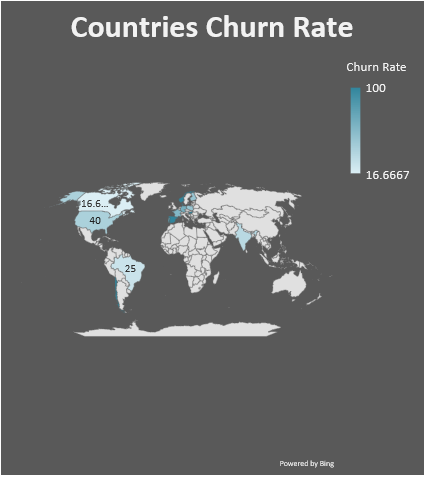 Countries Churn Rate
Churn Rate
100
16.6667
16.6...
40
25
Powered by Bing